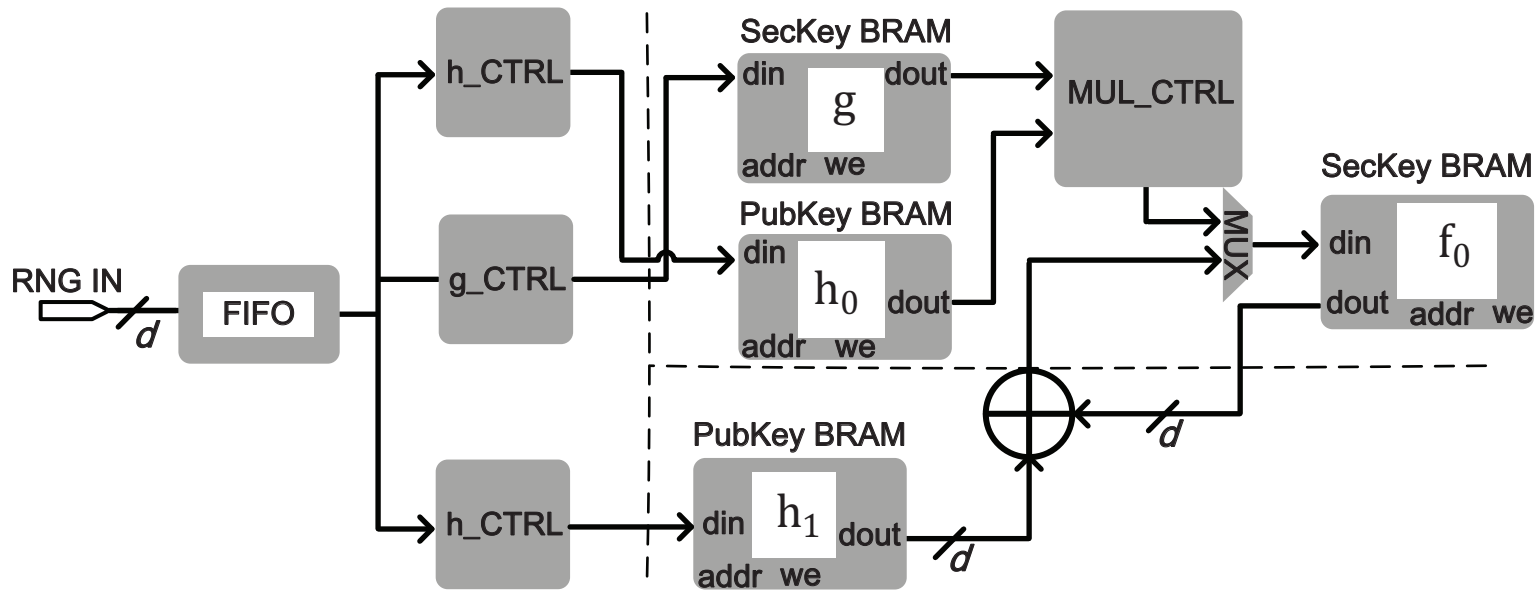 RNG IN
d
FIFO
h_CTRL
g_CTRL
h_CTRL
SecKey BRAM
din
g
dout
addr we
PubKey BRAM
din
h0
dout
addr we
MUL_CTRL
MUX
SecKey BRAM
din
f0
dout
addr we
d
PubKey BRAM
din
h1
dout
addr we
d